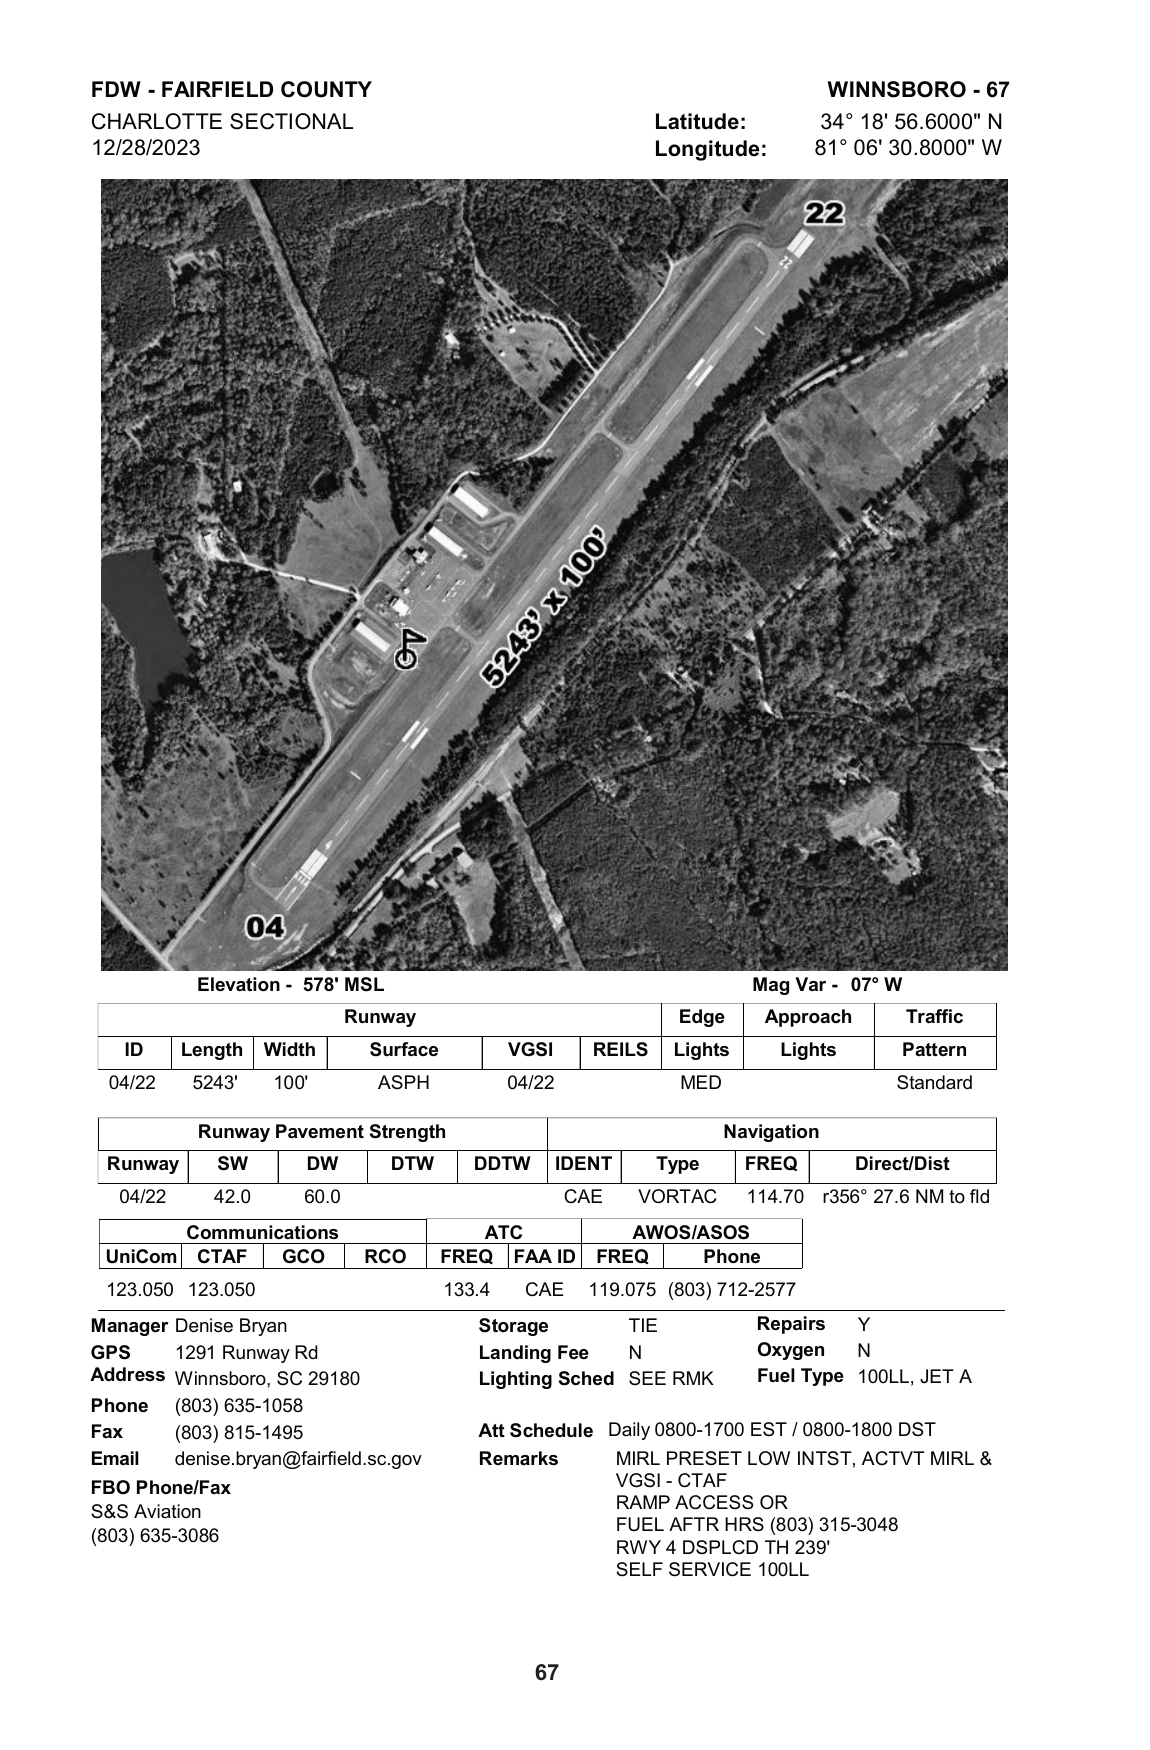 FDW - FAIRFIELD COUNTY WINNSBORO - 67
CHARLOTTE SECTIONAL Latitude: 34° 18' 56.6000" N
12/28/2023 Longitude: 81° 06' 30.8000" W
22
22
5243' x 100'
4
04
Elevation - 578' MSL Mag Var - 07° W
Runway Edge Approach Traffic
ID Length Width Surface VGSI REILS Lights Lights Pattern
04/22 5243' 100' ASPH 04/22 MED Standard
Runway Pavement Strength Navigation
Runway SW DW DTW DDTW IDENT Type FREQ Direct/Dist
04/22 42.0 60.0 CAE VORTAC 114.70 r356° 27.6 NM to fld
Communications ATC AWOS/ASOS
UniCom CTAF GCO RCO FREQ FAA ID FREQ Phone
123.050 123.050 133.4 CAE 119.075 (803) 712-2577
Manager Denise Bryan Storage TIE Repairs Y
GPS 1291 Runway Rd Landing Fee N Oxygen N
Address Winnsboro, SC 29180 Lighting Sched SEE RMK Fuel Type 100LL, JET A
Phone (803) 635-1058
Fax (803) 815-1495 Att Schedule Daily 0800-1700 EST / 0800-1800 DST
Email denise.bryan@fairfield.sc.gov Remarks MIRL PRESET LOW INTST, ACTVT MIRL &
VGSI - CTAF
FBO Phone/Fax
RAMP ACCESS OR
S&S Aviation
FUEL AFTR HRS (803) 315-3048
(803) 635-3086
RWY 4 DSPLCD TH 239'
SELF SERVICE 100LL
67